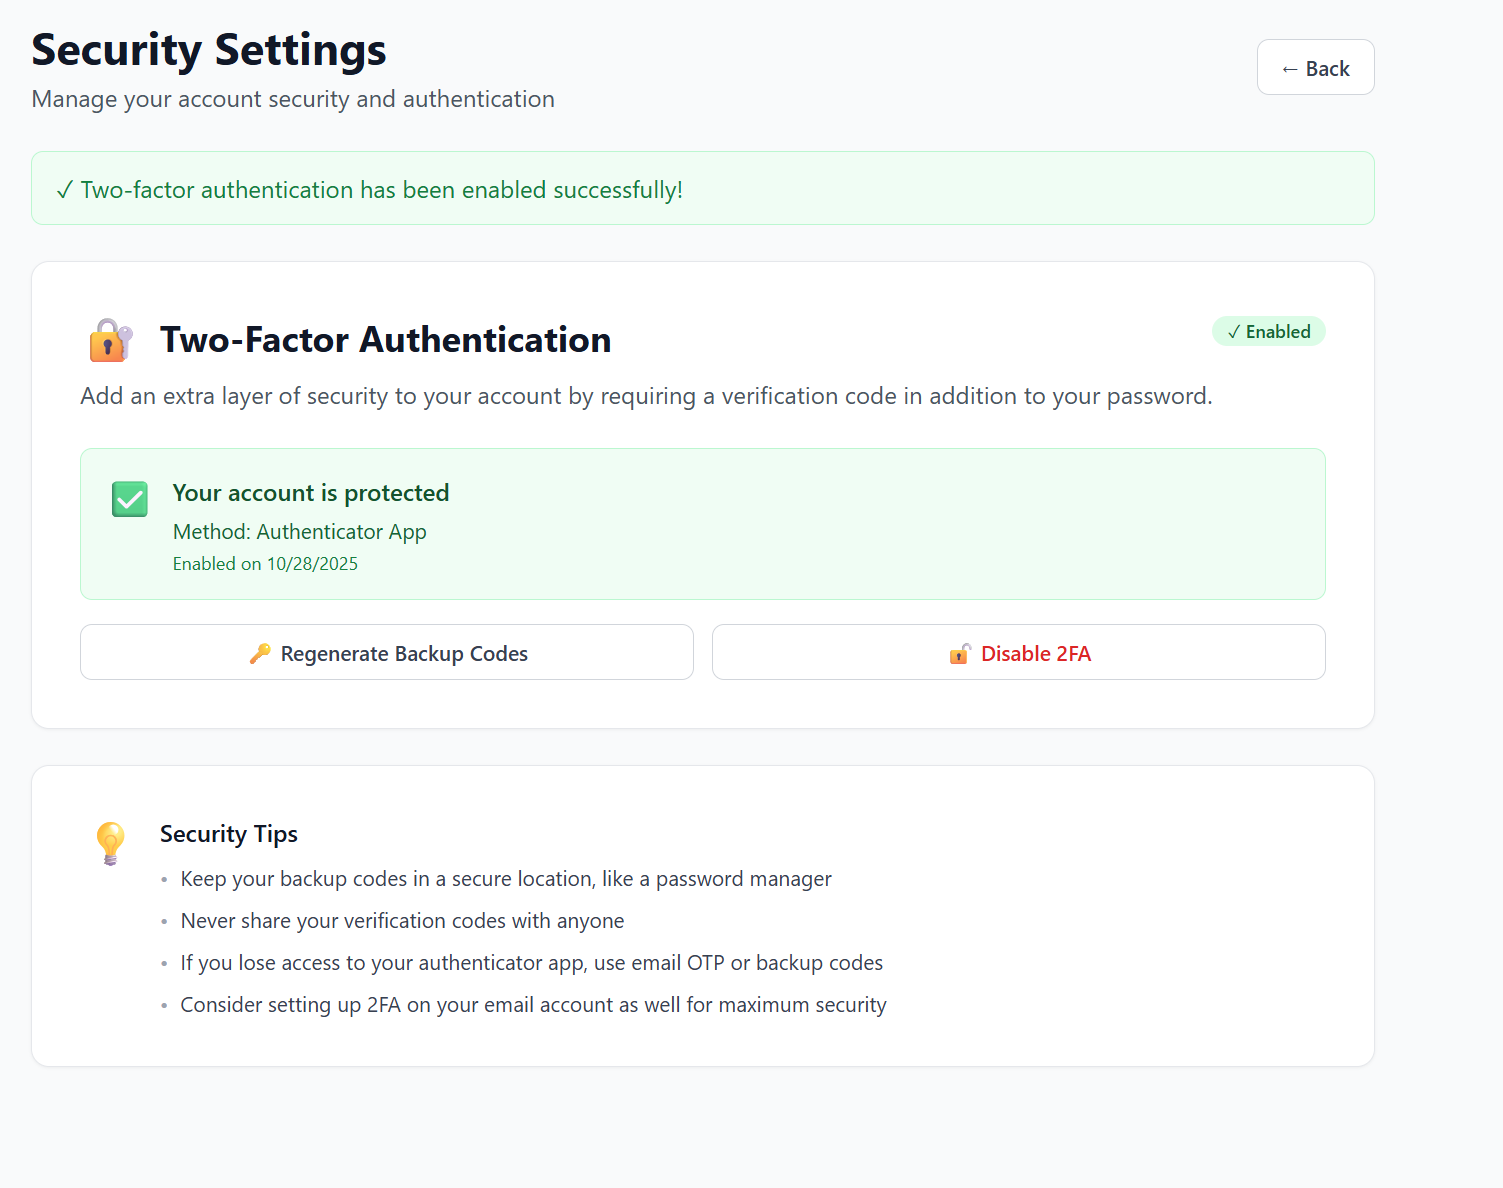 Security Settings
← Back
Manage your account security and authentication
✓ Two-factor authentication has been enabled successfully!
Two-Factor Authentication
✓ Enabled
Add an extra layer of security to your account by requiring a verification code in addition to your password.
Your account is protected
Method: Authenticator App
Enabled on 10/28/2025
Regenerate Backup Codes
Disable 2FA
Security Tips
• Keep your backup codes in a secure location, like a password manager
• Never share your verification codes with anyone
• If you lose access to your authenticator app, use email OTP or backup codes
• Consider setting up 2FA on your email account as well for maximum security